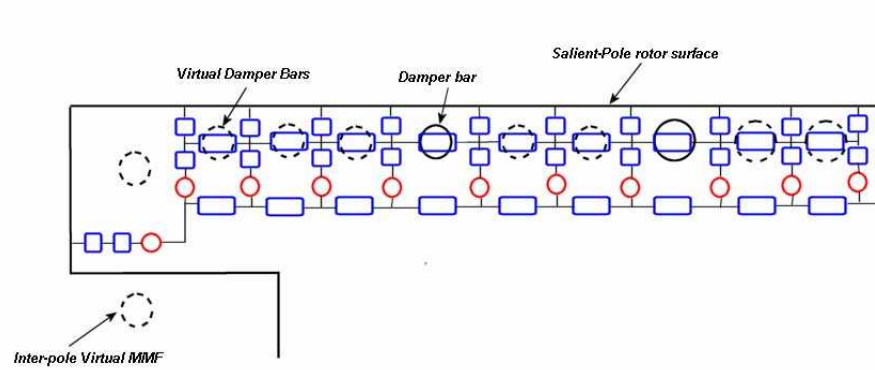 Salient-Pole rotor surface
Virtual Damper Bars
Damper bar
Inter-pole Virtual MMF